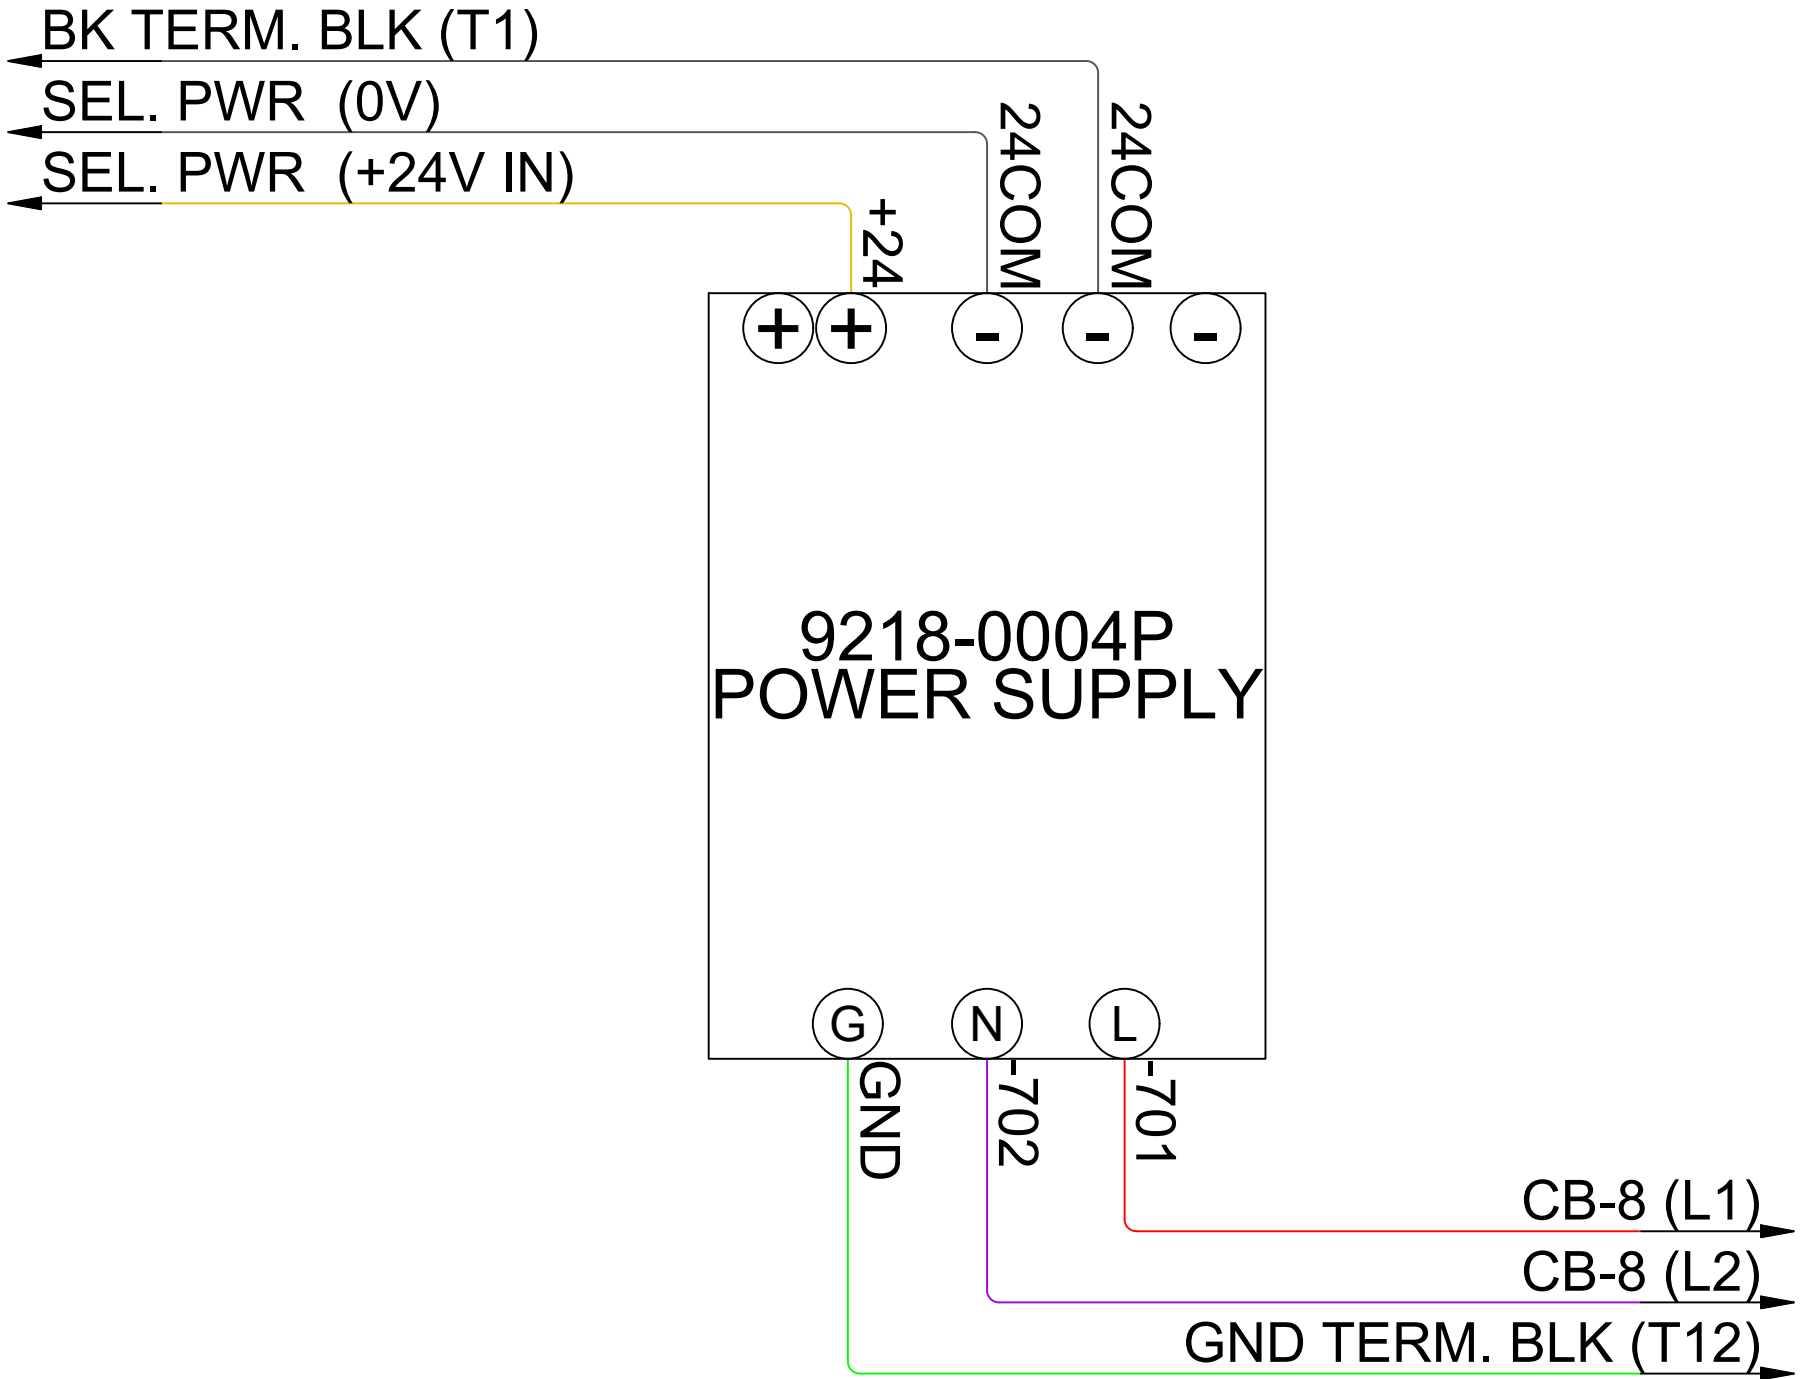 BK TERM. BLK (T1)
SEL. PWR (0V)
SEL. PWR (+24V IN)
+24
24COM
24COM
+ + - - -
9218-0004P
POWER SUPPLY
G N L
GND
-702
-701
CB-8 (L1)
CB-8 (L2)
GND TERM. BLK (T12)